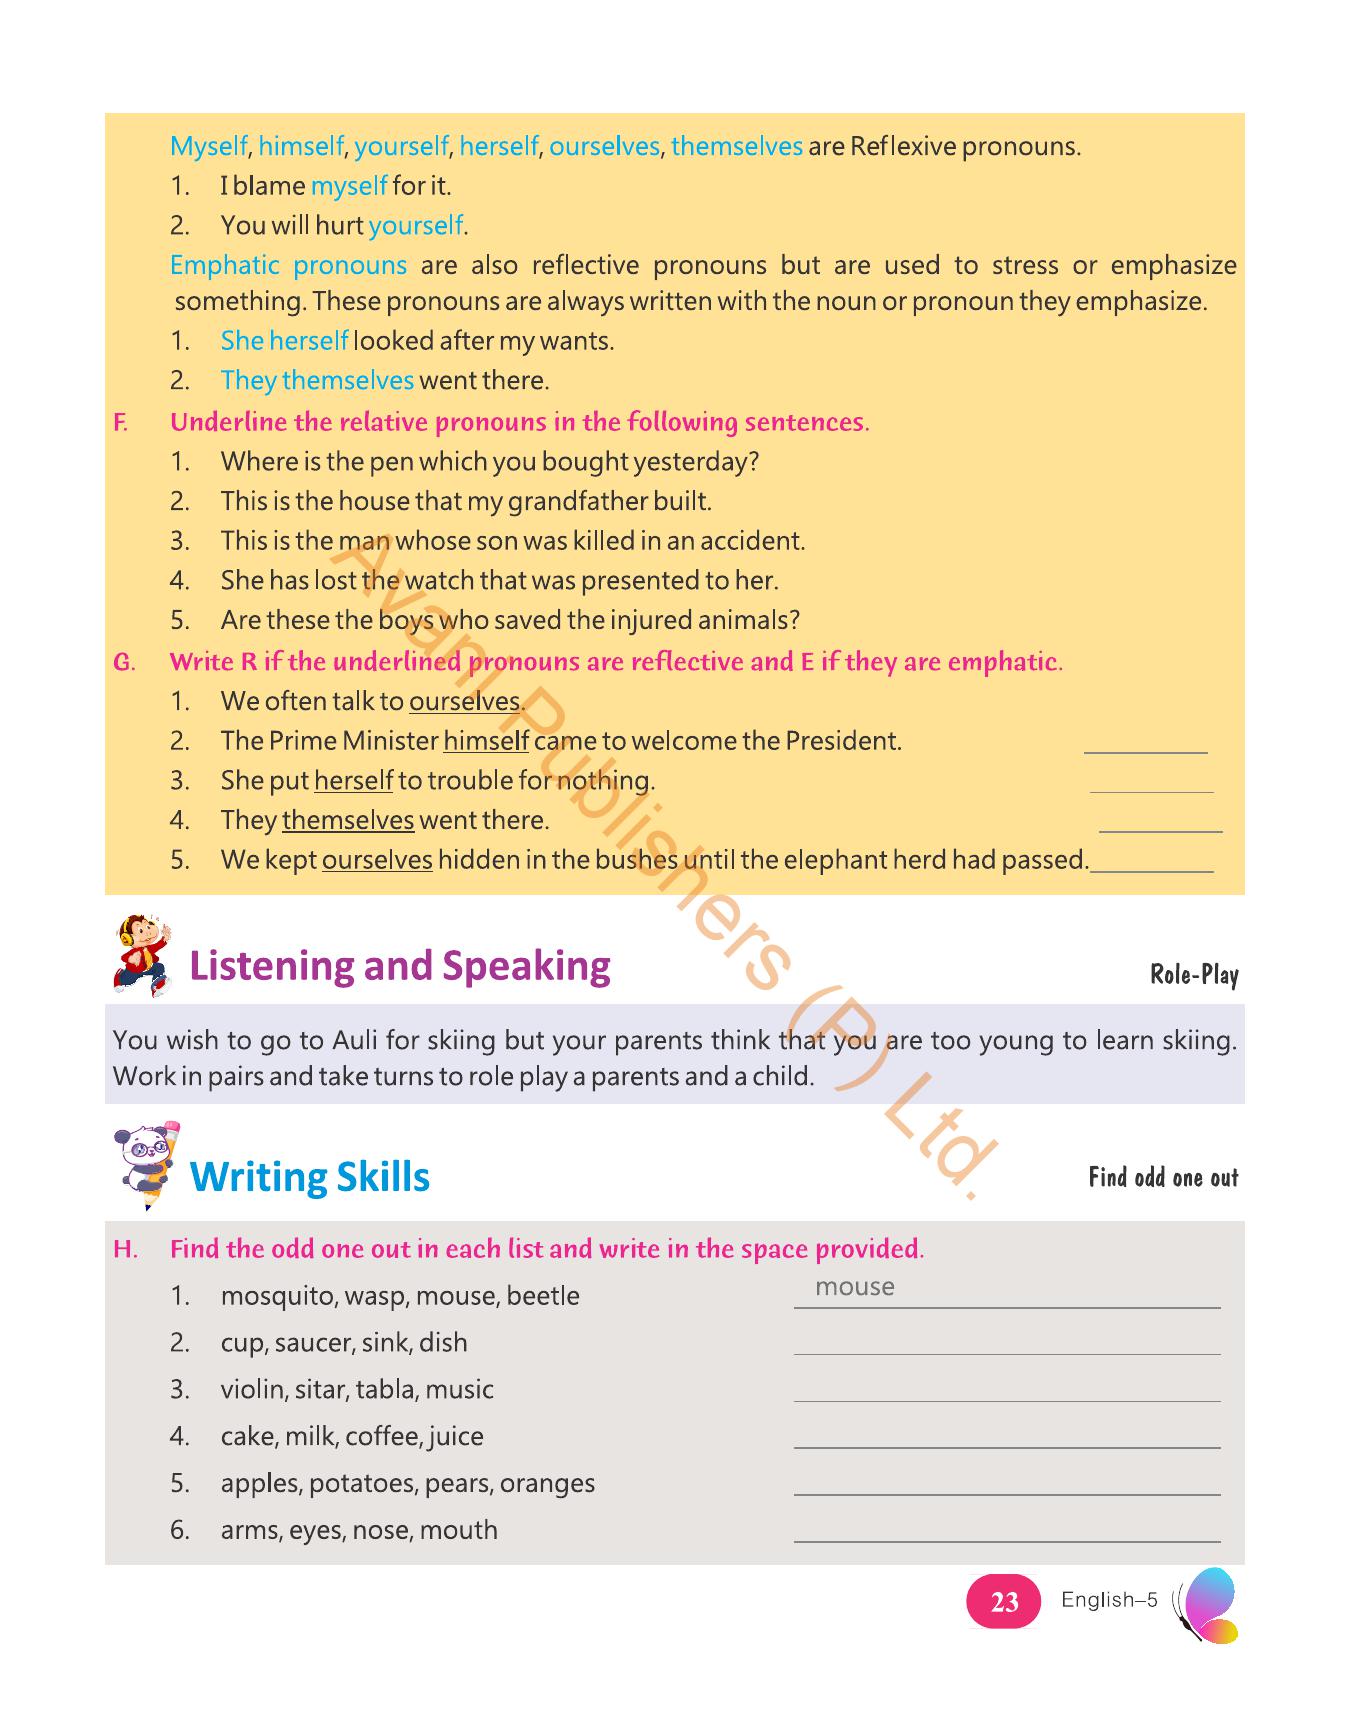 Myself, himself, yourself, herself, ourselves, themselves are Reflexive pronouns.
1. I blame myself for it.
2. You will hurt yourself.
Emphatic pronouns are also reflective pronouns but are used to stress or emphasize
something. These pronouns are always written with the noun or pronoun they emphasize.
1. She herself looked after my wants.
2. They themselves went there.
F. Underline the relative pronouns in the following sentences.
1. Where is the pen which you bought yesterday?
2. This is the house that my grandfather built.
3. This is the man whose son was killed in an accident.
4. She has lost the watch that was presented to her.
5. Are these the boys who saved the injured animals?
G. Write R if the underlined pronouns are reflective and E if they are emphatic.
1. We often talk to ourselves.
2. The Prime Minister himself came to welcome the President. __________
3. She put herself to trouble for nothing. __________
4. They themselves went there. __________
5. We kept ourselves hidden in the bushes until the elephant herd had passed. __________
Listening and Speaking
Role-Play
You wish to go to Auli for skiing but your parents think that you are too young to learn skiing.
Work in pairs and take turns to role play a parents and a child.
Writing Skills
Find odd one out
H. Find the odd one out in each list and write in the space provided.
1. mosquito, wasp, mouse, beetle mouse
2. cup, saucer, sink, dish
3. violin, sitar, tabla, music
4. cake, milk, coffee, juice
5. apples, potatoes, pears, oranges
6. arms, eyes, nose, mouth
23 English–5
Avani Publishers (P) Ltd.